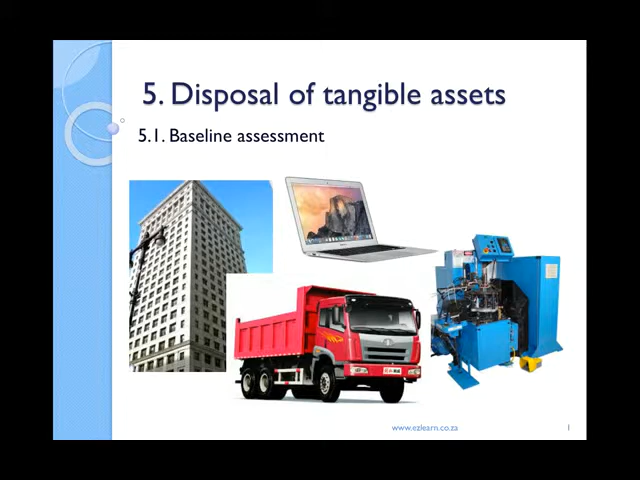 5. Disposal of tangible assets
5.1. Baseline assessment
www.ezlearn.co.za
1